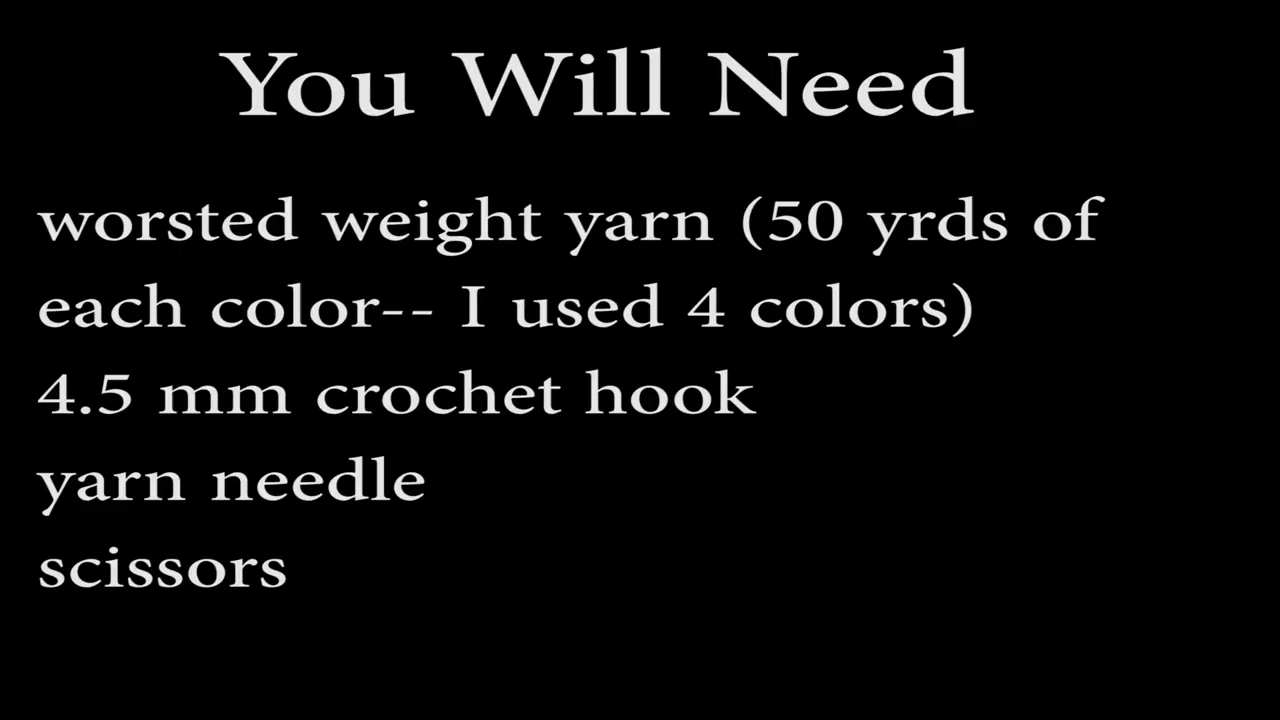 You Will Need
worsted weight yarn (50 yrds of
each color-- I used 4 colors)
4.5 mm crochet hook
yarn needle
scissors